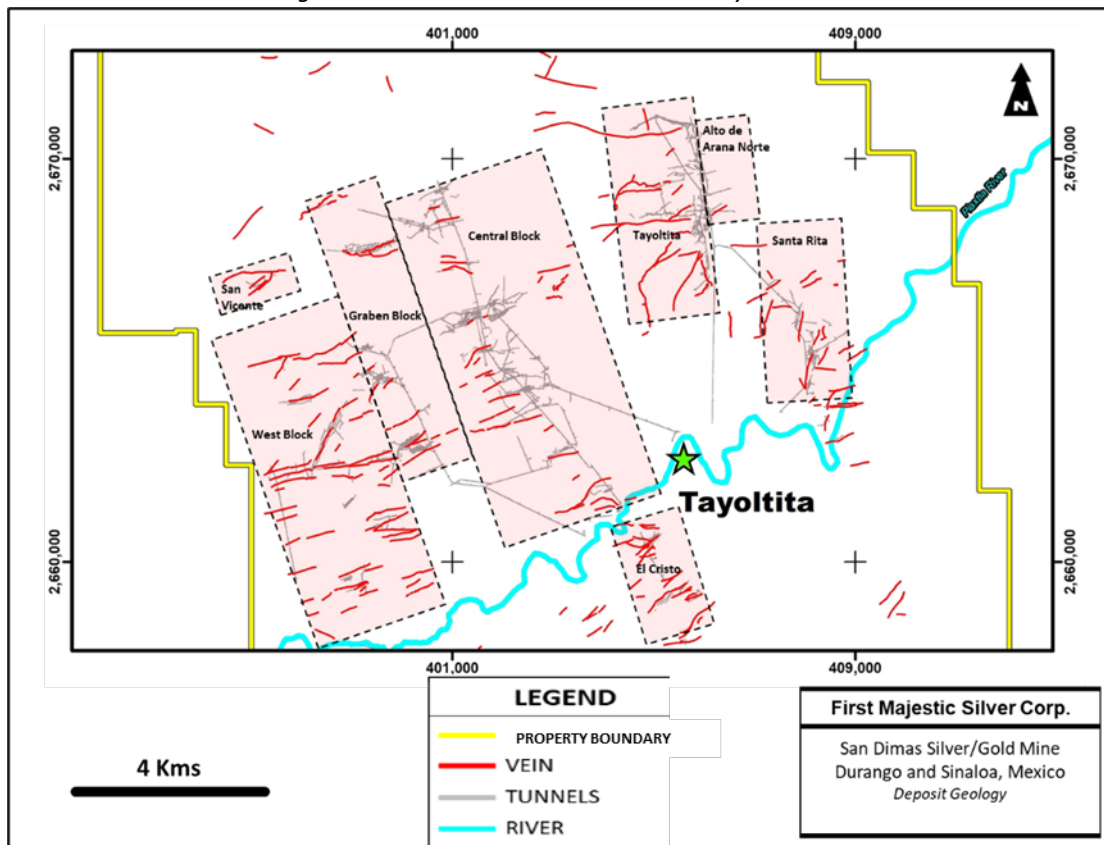 401,000
409,000
N
2,670,000
2,670,000
Alto de
Arana Norte
Piaxtla River
Central Block
Tayoltita
Santa Rita
San
Vicente
Graben Block
West Block
Tayoltita
2,660,000
2,660,000
El Cristo
401,000
409,000
LEGEND
PROPERTY BOUNDARY
VEIN
TUNNELS
RIVER
4 Kms
First Majestic Silver Corp.
San Dimas Silver/Gold Mine
Durango and Sinaloa, Mexico
Deposit Geology